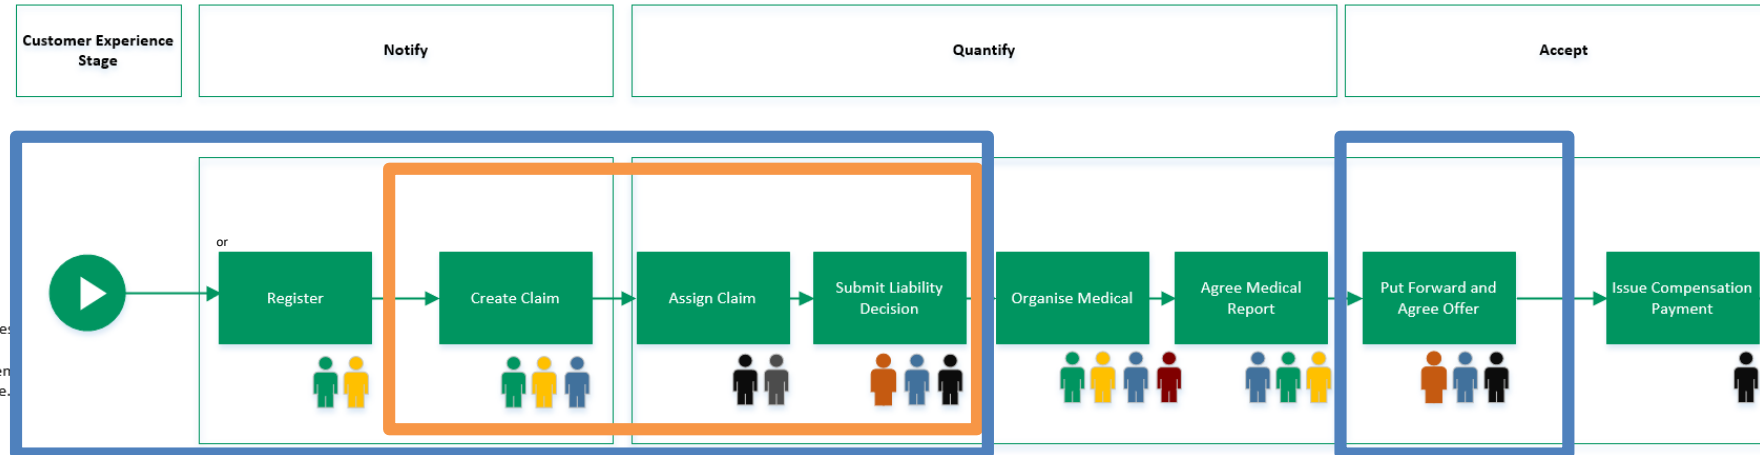 Customer Experience
Stage
Notify
Quantify
Accept
or
Register
Create Claim
Assign Claim
Submit Liability
Decision
Organise Medical
Agree Medical
Report
Put Forward and
Agree Offer
Issue Compensation
Payment